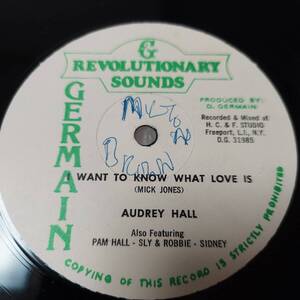 G
REVOLUTIONARY
SOUNDS
GERMAIN
PRODUCED BY:
D. GERMAIN
Recorded & Mixed at
H. C. & F. STUDIO
Freeport, L.I., N.Y.
D.G. 31985
MILTON
BROWN
I WANT TO KNOW WHAT LOVE IS
(MICK JONES)
AUDREY HALL
Also Featuring
PAM HALL - SLY & ROBBIE - SIDNEY
COPYING OF THIS RECORD IS STRICTLY PROHIBITED